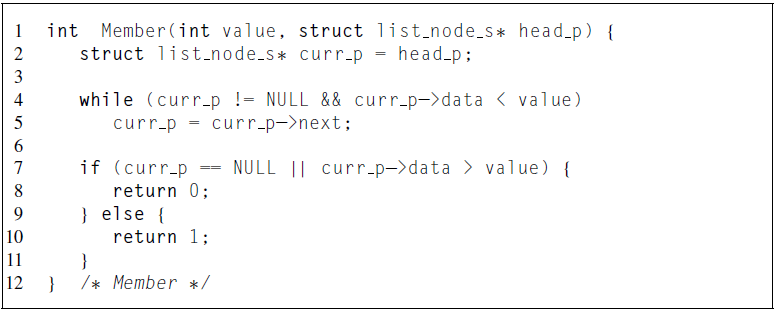 1 int Member(int value, struct list_node_s* head_p) {
2 struct list_node_s* curr_p = head_p;
3
4 while (curr_p != NULL && curr_p->data < value)
5 curr_p = curr_p->next;
6
7 if (curr_p == NULL || curr_p->data > value) {
8 return 0;
9 } else {
10 return 1;
11 }
12 } /* Member */